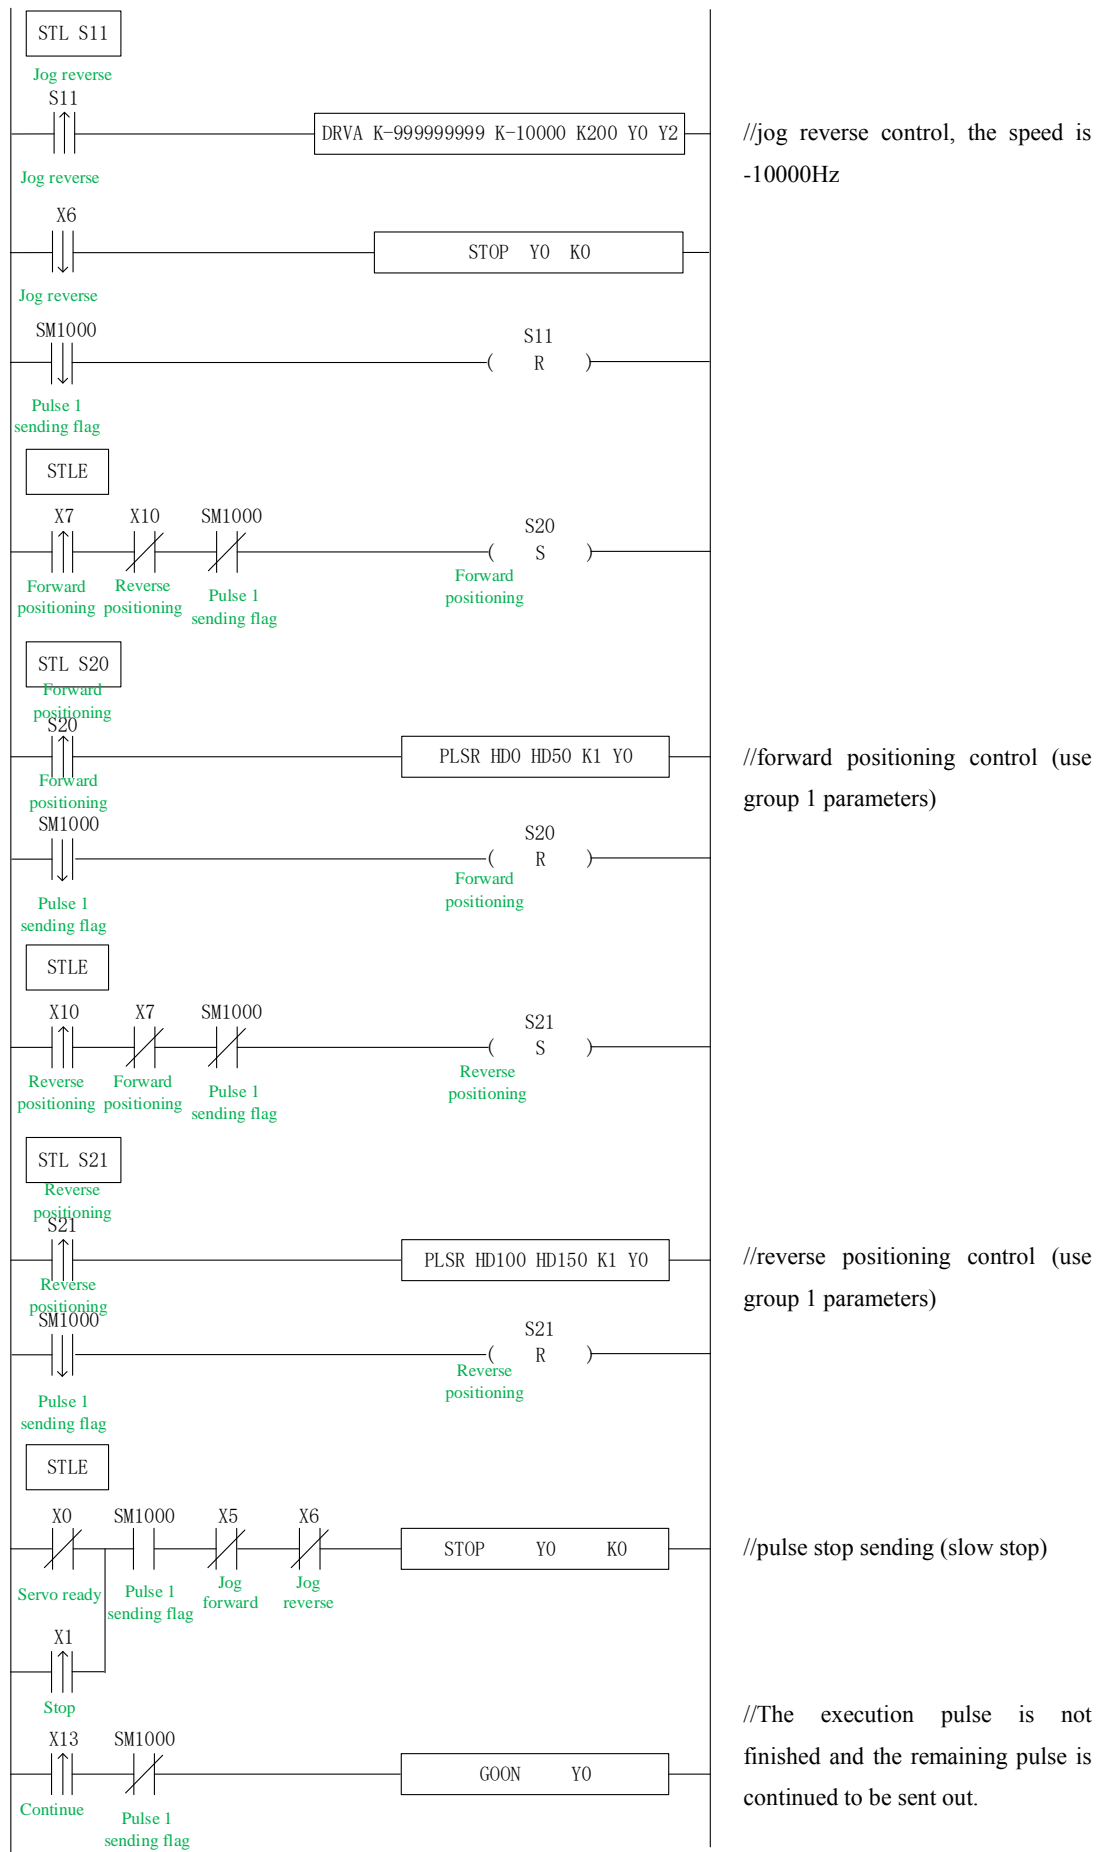 STL S11
Jog reverse
S11
DRVA K-999999999 K-10000 K200 Y0 Y2
//jog reverse control, the speed is
-10000Hz
Jog reverse
X6
STOP Y0 K0
Jog reverse
SM1000
S11
( R )
Pulse 1
sending flag
STLE
X7 X10 SM1000
S20
( S )
Forward
positioning
Reverse
positioning
Pulse 1
sending flag
Forward
positioning
STL S20
Forward
positioning
S20
PLSR HD0 HD50 K1 Y0
//forward positioning control (use
group 1 parameters)
Forward
positioning
SM1000
S20
( R )
Forward
positioning
Pulse 1
sending flag
STLE
X10 X7 SM1000
S21
( S )
Reverse
positioning
Forward
positioning
Pulse 1
sending flag
Reverse
positioning
STL S21
Reverse
positioning
S21
PLSR HD100 HD150 K1 Y0
//reverse positioning control (use
group 1 parameters)
Reverse
positioning
SM1000
S21
( R )
Reverse
positioning
Pulse 1
sending flag
STLE
X0 SM1000 X5 X6
STOP Y0 K0
//pulse stop sending (slow stop)
Servo ready
Pulse 1
sending flag
Jog
forward
Jog
reverse
X1
Stop
X13 SM1000
GOON Y0
//The execution pulse is not
finished and the remaining pulse is
continued to be sent out.
Continue
Pulse 1
sending flag